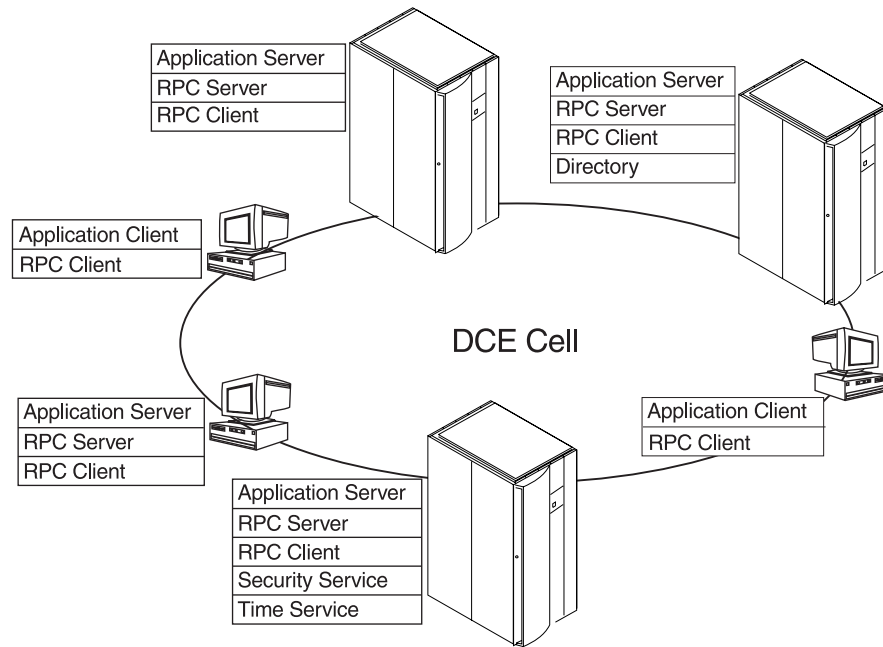 Application Server
RPC Server
RPC Client
Application Server
RPC Server
RPC Client
Directory
Application Client
RPC Client
DCE Cell
Application Server
RPC Server
RPC Client
Application Client
RPC Client
Application Server
RPC Server
RPC Client
Security Service
Time Service